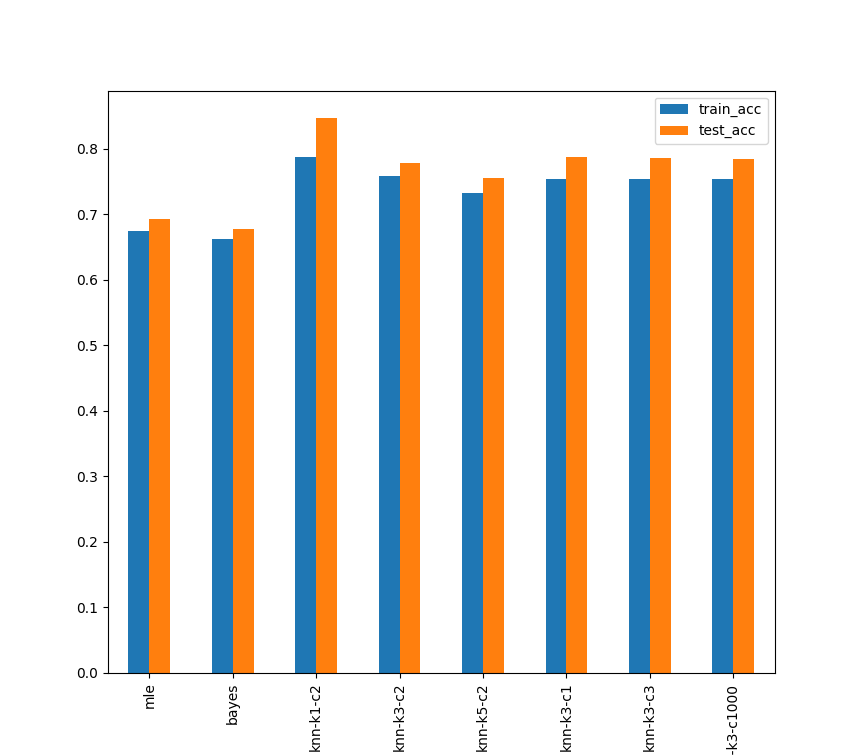 train_acc
test_acc
0.8
0.7
0.6
0.5
0.4
0.3
0.2
0.1
0.0
mle
bayes
knn-k1-c2
knn-k3-c2
knn-k5-c2
knn-k3-c1
knn-k3-c3
-k3-c1000